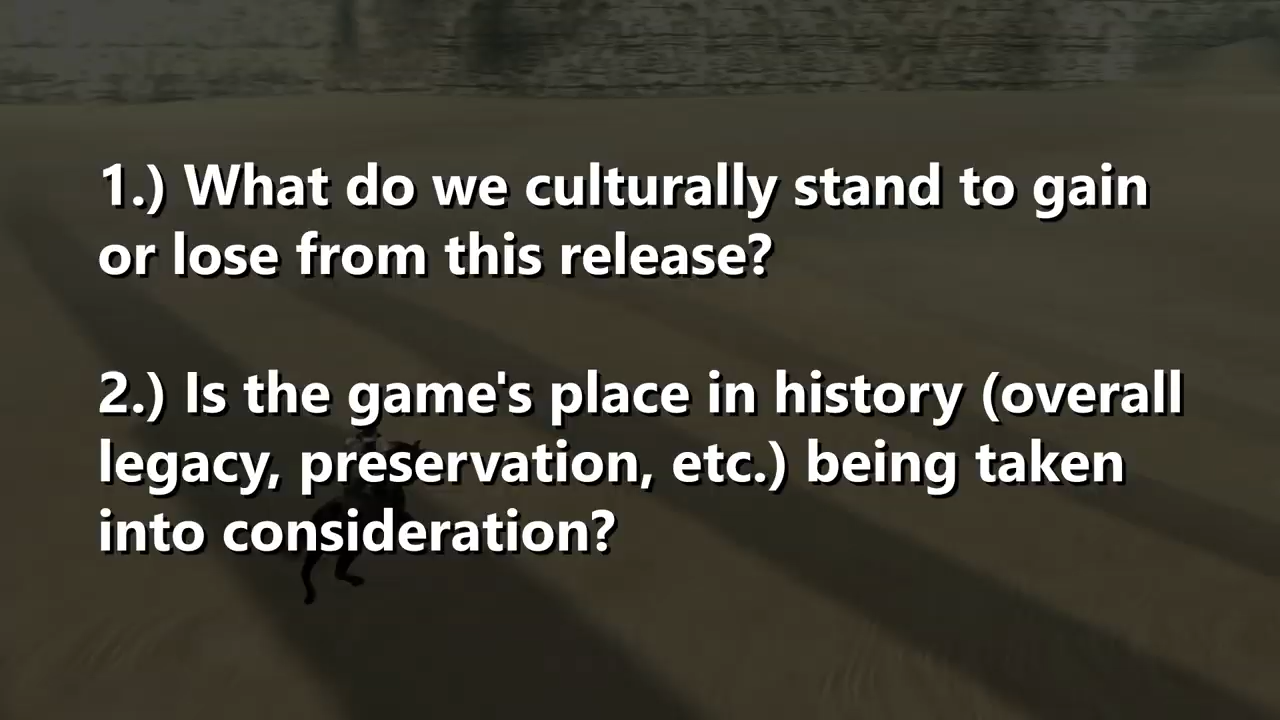 1.) What do we culturally stand to gain
or lose from this release?
2.) Is the game's place in history (overall
legacy, preservation, etc.) being taken
into consideration?